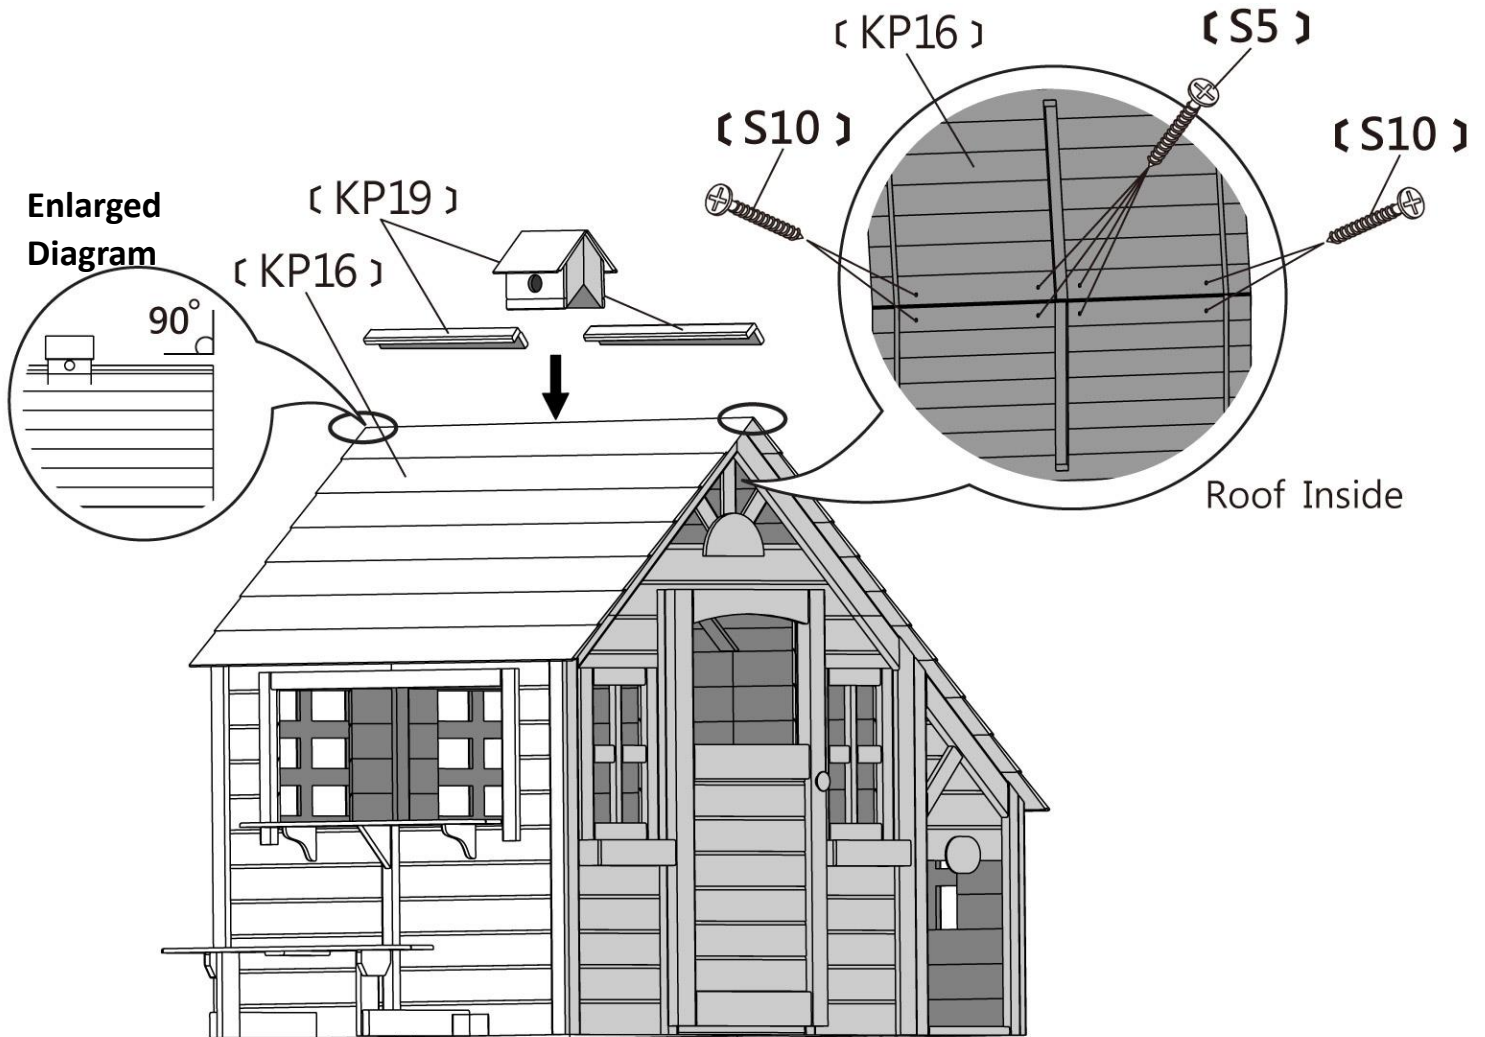 〔 KP16 〕
〔 S5 〕
〔 S10 〕
〔 S10 〕
〔 KP19 〕
Enlarged
Diagram
〔 KP16 〕
90°
Roof Inside